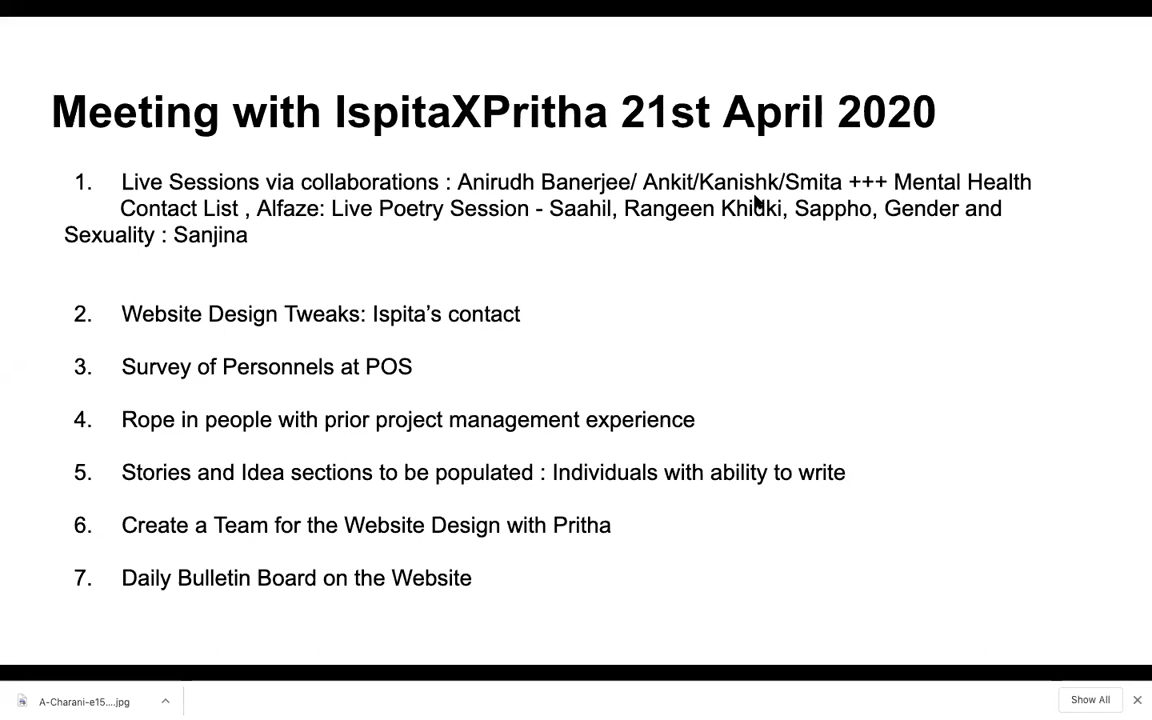 Meeting with IspitaXPritha 21st April 2020
1. Live Sessions via collaborations : Anirudh Banerjee/ Ankit/Kanishk/Smita +++ Mental Health
Contact List , Alfaze: Live Poetry Session - Saahil, Rangeen Khidki, Sappho, Gender and
Sexuality : Sanjina
2. Website Design Tweaks: Ispita’s contact
3. Survey of Personnels at POS
4. Rope in people with prior project management experience
5. Stories and Idea sections to be populated : Individuals with ability to write
6. Create a Team for the Website Design with Pritha
7. Daily Bulletin Board on the Website
A-Charani-e15....jpg
Show All